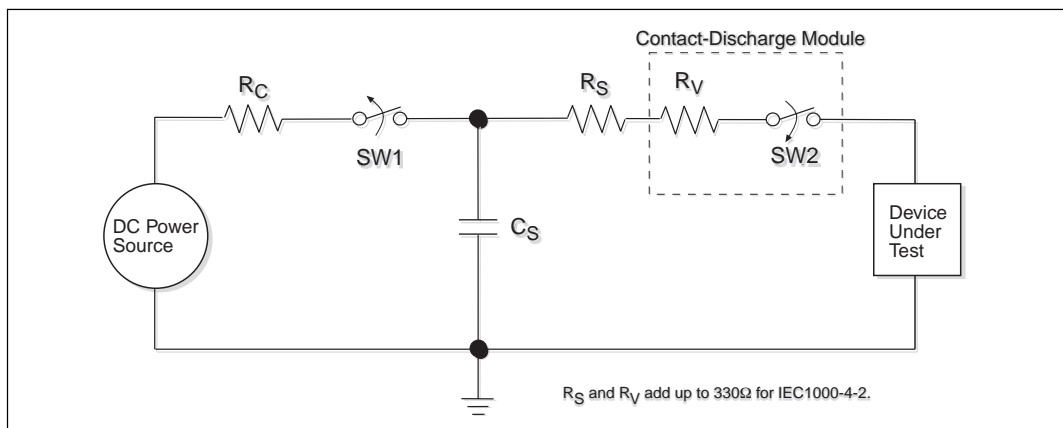 Contact-Discharge Module
RC
RS
RV
SW1
SW2
DC Power
Source
CS
Device
Under
Test
RS and RV add up to 330Ω for IEC1000-4-2.